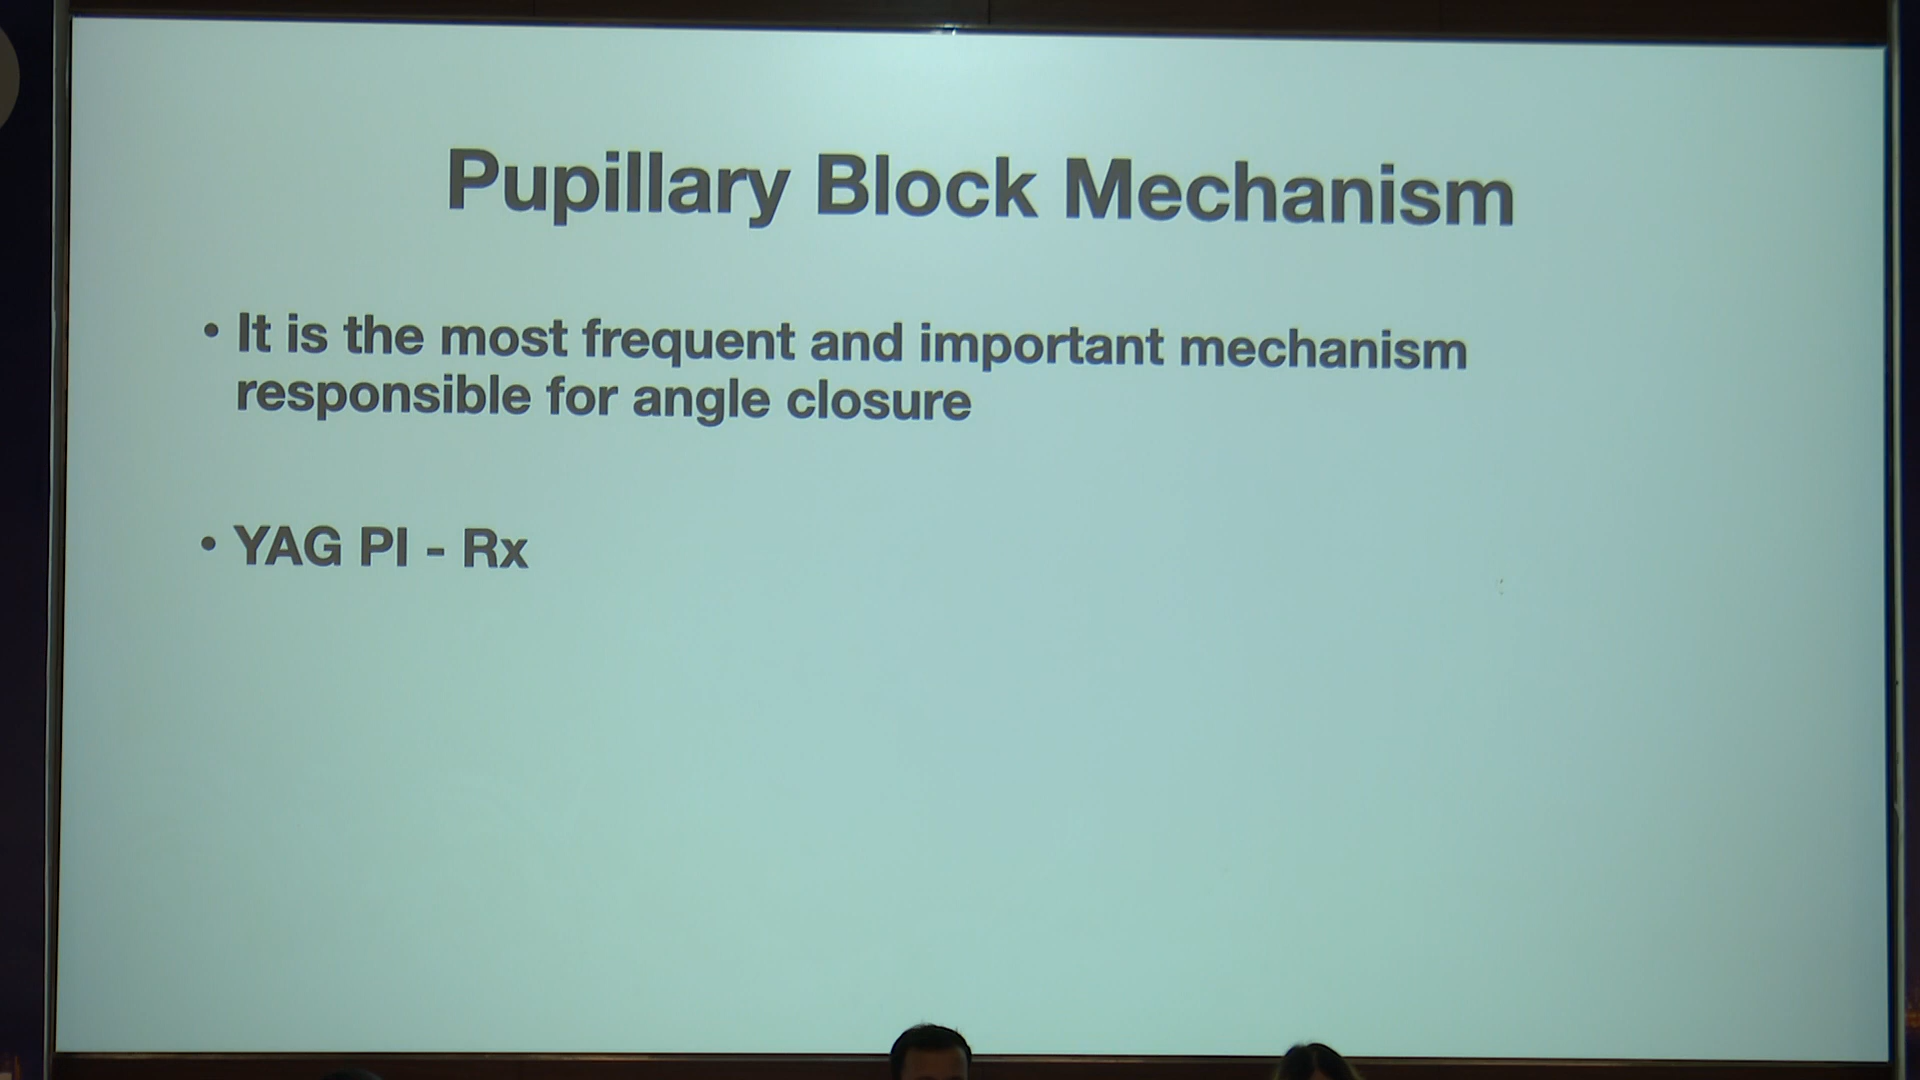 Pupillary Block Mechanism
• It is the most frequent and important mechanism
responsible for angle closure
• YAG PI - Rx